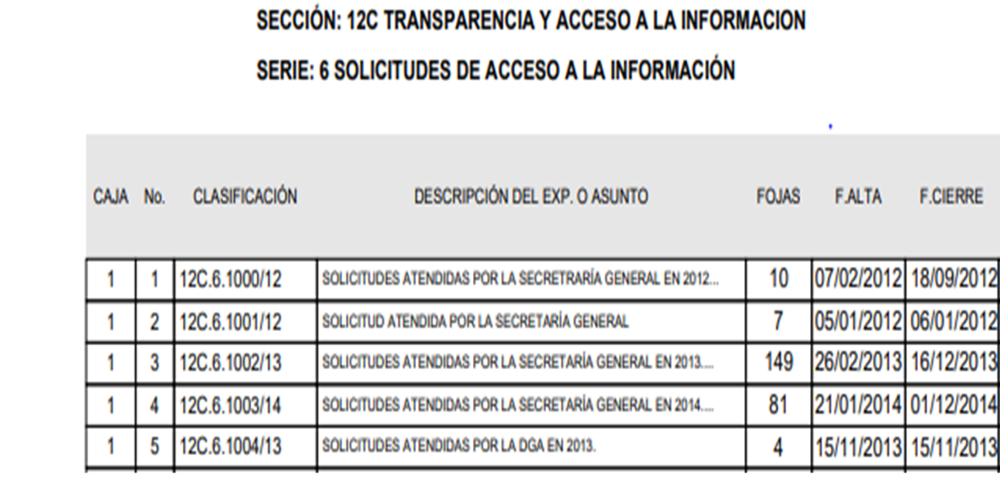 SECCIÓN: 12C TRANSPARENCIA Y ACCESO A LA INFORMACION
SERIE: 6 SOLICITUDES DE ACCESO A LA INFORMACIÓN
CAJA No. CLASIFICACIÓN DESCRIPCIÓN DEL EXP. O ASUNTO FOJAS F.ALTA F.CIERRE
1 1 12C.6.1000/12 SOLICITUDES ATENDIDAS POR LA SECRETRARÍA GENERAL EN 2012... 10 07/02/2012 18/09/2012
1 2 12C.6.1001/12 SOLICITUD ATENDIDA POR LA SECRETARÍA GENERAL 7 05/01/2012 06/01/2012
1 3 12C.6.1002/13 SOLICITUDES ATENDIDAS POR LA SECRETARÍA GENERAL EN 2013.... 149 26/02/2013 16/12/2013
1 4 12C.6.1003/14 SOLICITUDES ATENDIDAS POR LA SECRETARÍA GENERAL EN 2014.... 81 21/01/2014 01/12/2014
1 5 12C.6.1004/13 SOLICITUDES ATENDIDAS POR LA DGA EN 2013. 4 15/11/2013 15/11/2013